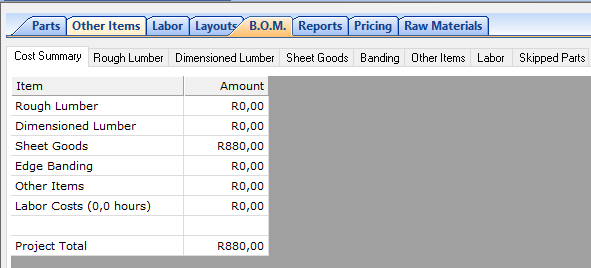 Parts Other Items Labor Layouts B.O.M. Reports Pricing Raw Materials
Cost Summary Rough Lumber Dimensioned Lumber Sheet Goods Banding Other Items Labor Skipped Parts
Item Amount
Rough Lumber R0,00
Dimensioned Lumber R0,00
Sheet Goods R880,00
Edge Banding R0,00
Other Items R0,00
Labor Costs (0,0 hours) R0,00
Project Total R880,00